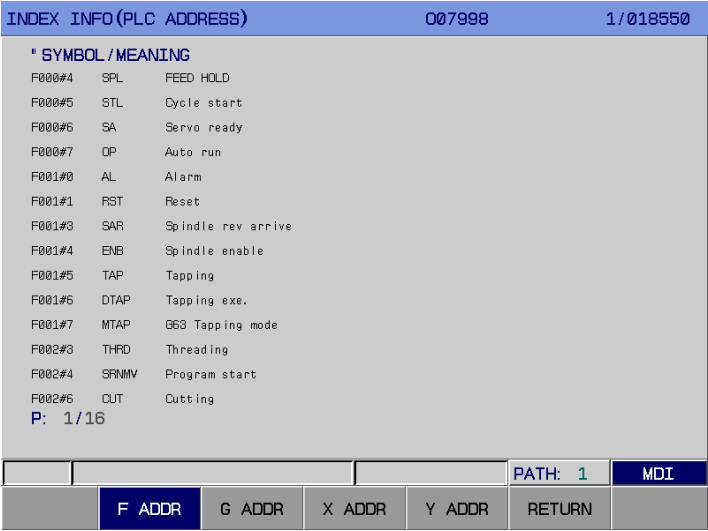 INDEX INFO(PLC ADDRESS) O07998 1/018550
" SYMBOL/MEANING
F000#4 SPL FEED HOLD
F000#5 STL Cycle start
F000#6 SA Servo ready
F000#7 OP Auto run
F001#0 AL Alarm
F001#1 RST Reset
F001#3 SAR Spindle rev arrive
F001#4 ENB Spindle enable
F001#5 TAP Tapping
F001#6 DTAP Tapping exe.
F001#7 MTAP G63 Tapping mode
F002#3 THRD Threading
F002#4 SRNMV Program start
F002#6 CUT Cutting
P: 1/16
PATH: 1 MDI
F ADDR G ADDR X ADDR Y ADDR RETURN